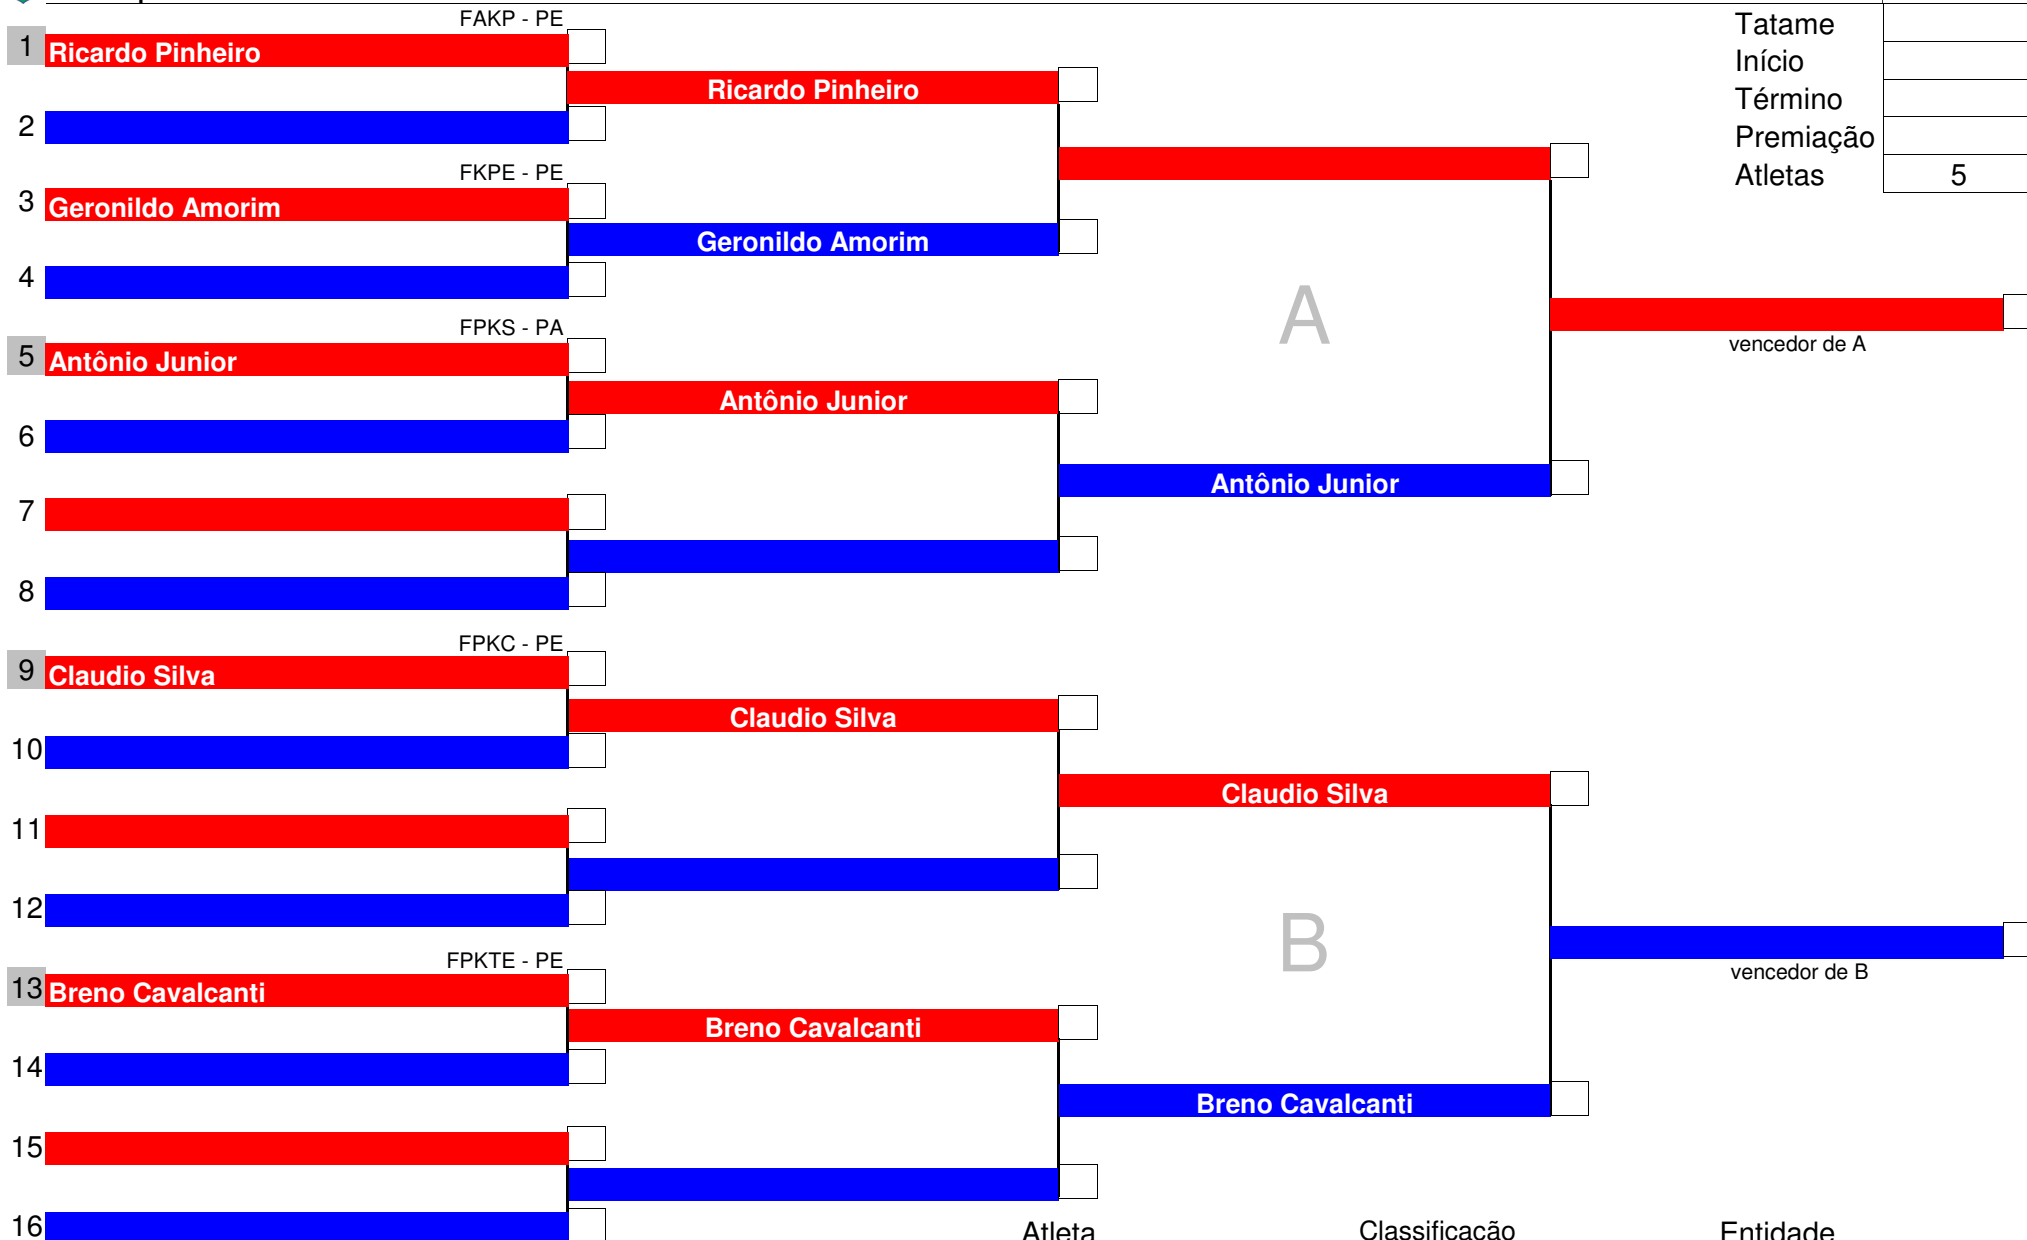 FAKP - PE
1 Ricardo Pinheiro
Ricardo Pinheiro
2
FKPE - PE
3 Geronildo Amorim
Geronildo Amorim
4
FPKS - PA
5 Antônio Junior
Antônio Junior
6
Antônio Junior
7
8
A
vencedor de A
FPKC - PE
9 Claudio Silva
Claudio Silva
10
Claudio Silva
11
12
B
FPKTE - PE
13 Breno Cavalcanti
Breno Cavalcanti
14
Breno Cavalcanti
15
16
vencedor de B
Tatame
Início
Término
Premiação
Atletas 5
Atleta Classificação Entidade